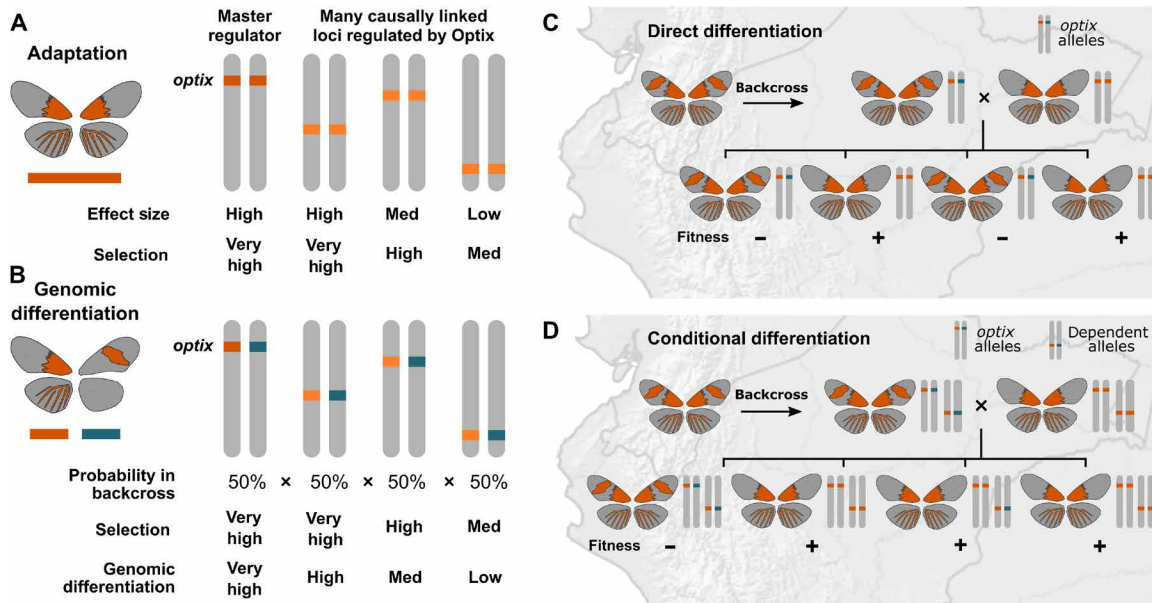 A
Adaptation
Master
regulator
Many causally linked
loci regulated by Optix
optix
Effect size High High Med Low
Selection Very high Very high High Med
B
Genomic
differentiation
optix
Probability in
backcross 50% × 50% × 50% × 50%
Selection Very high Very high High Med
Genomic
differentiation Very high High Med Low
C
Direct differentiation
optix
alleles
Backcross
×
Fitness − + − +
D
Conditional differentiation
optix
alleles
Dependent
alleles
Backcross
×
Fitness − + + +